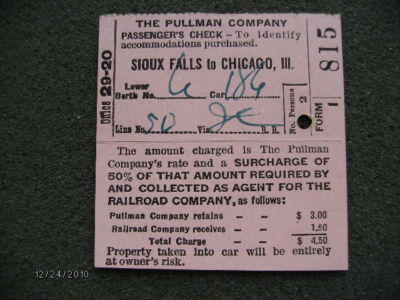 THE PULLMAN COMPANY
PASSENGER'S CHECK - To identify
accommodations purchased.
SIOUX FALLS to CHICAGO, Ill.
Lower
Berth No. 6 Car 186
Line No. 50 Via R. R.
No. Persons 2
FORM 1 815
Office 29-20
The amount charged is The Pullman
Company's rate and a SURCHARGE OF
50% OF THAT AMOUNT REQUIRED BY
AND COLLECTED AS AGENT FOR THE
RAILROAD COMPANY, as follows:
Pullman Company retains - - $ 3.00
Railroad Company receives - 1.50
Total Charge - - $ 4.50
Property taken into car will be entirely
at owner's risk.
12/24/2010